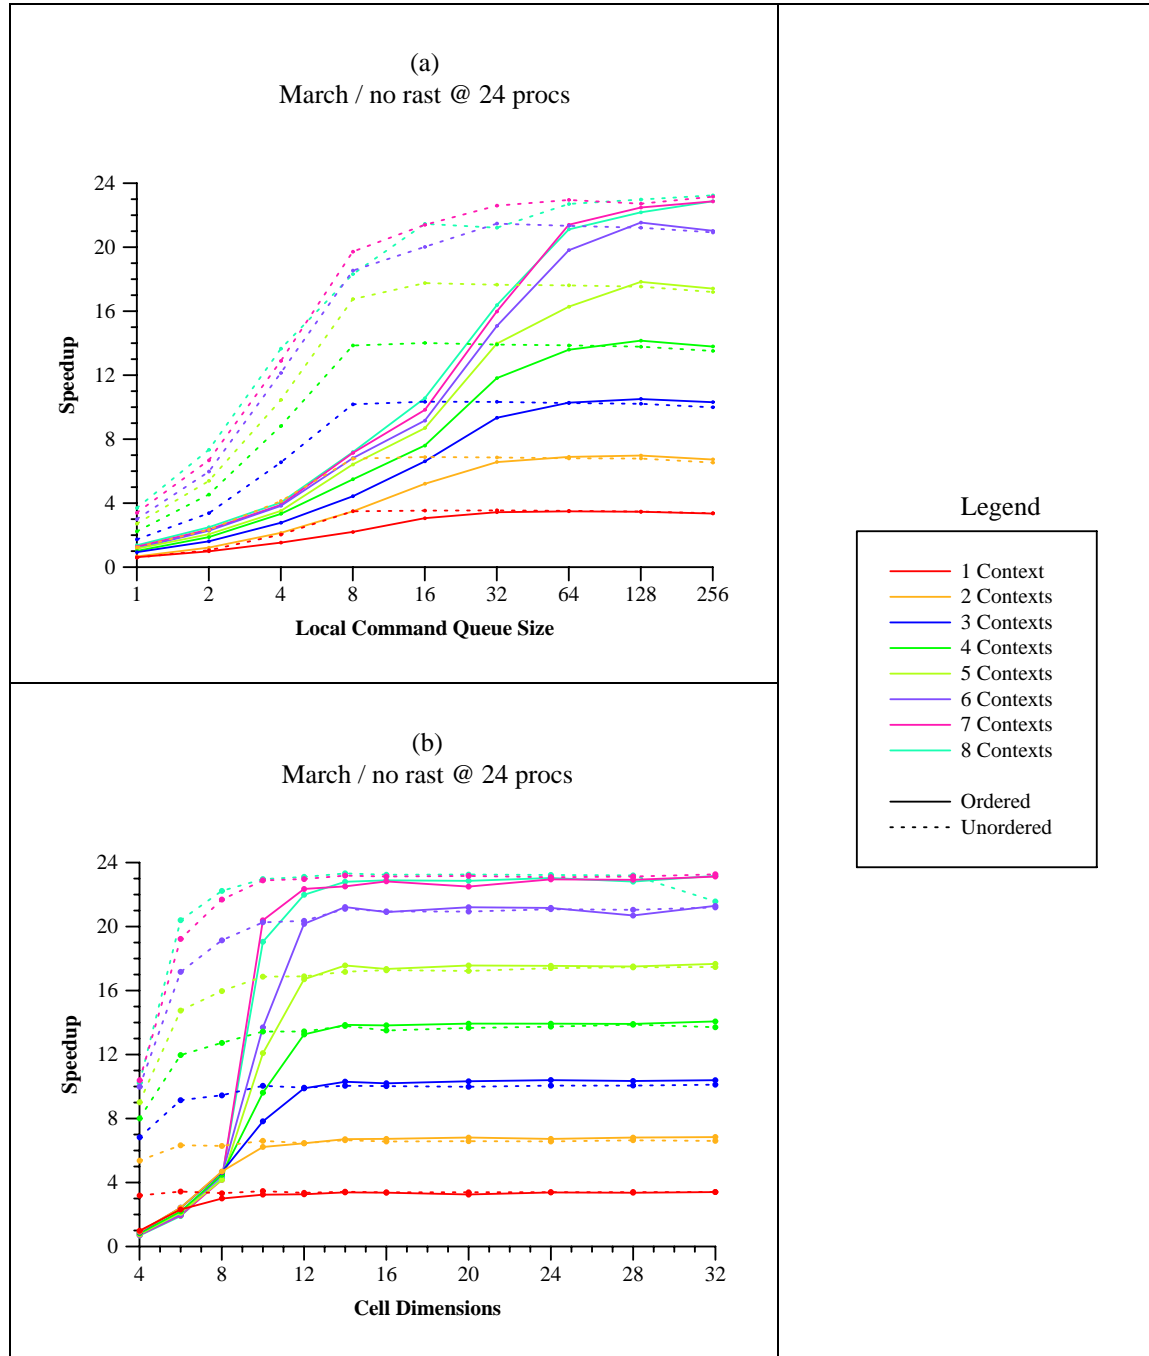 (a)
March / no rast @ 24 procs
24
20
16
12
8
4
0
Speedup
1 2 4 8 16 32 64 128 256
Local Command Queue Size
(b)
March / no rast @ 24 procs
24
20
16
12
8
4
0
Speedup
4 8 12 16 20 24 28 32
Cell Dimensions
Legend
1 Context
2 Contexts
3 Contexts
4 Contexts
5 Contexts
6 Contexts
7 Contexts
8 Contexts
Ordered
Unordered